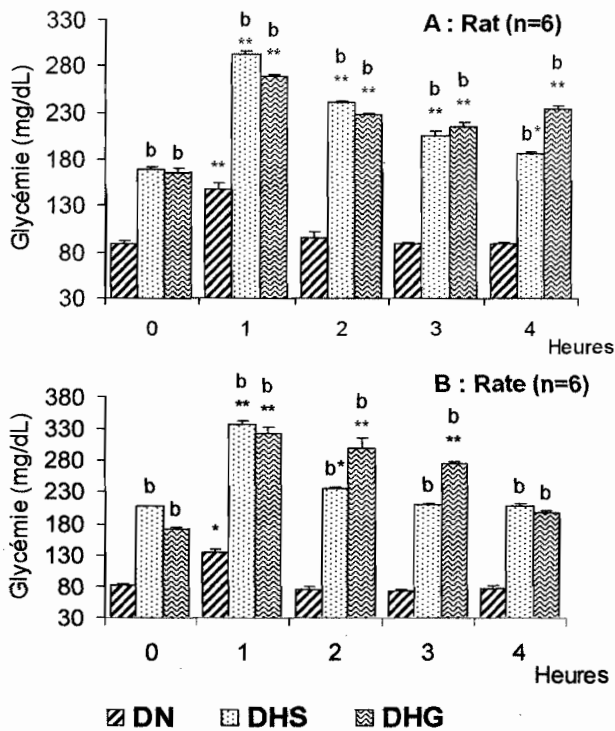 A : Rat (n=6)
Glycémie (mg/dL)
330
280
230
180
130
80
30
b b
** b ** b **
b ** b **
b ** b **
b* b **
0 1 2 3 4
Heures
B : Rate (n=6)
Glycémie (mg/dL)
380
330
280
230
180
130
80
30
b b
* b ** b **
b* b **
b b **
b b
0 1 2 3 4
Heures
DN DHS DHG